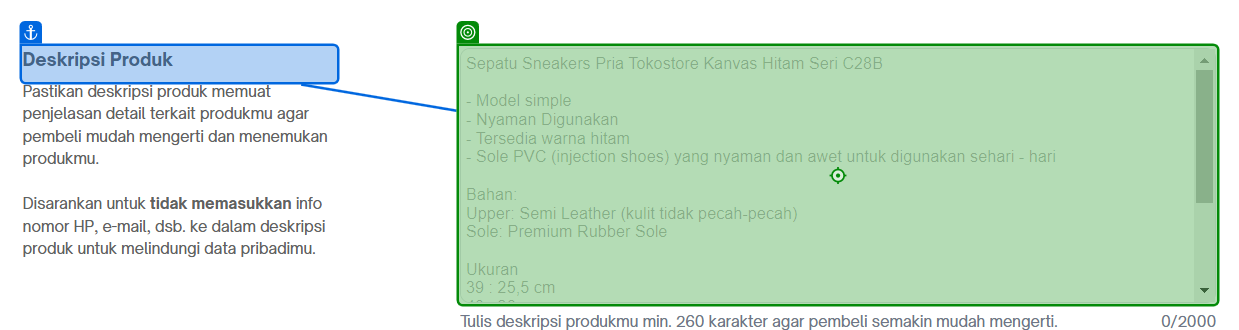 Deskripsi Produk
Pastikan deskripsi produk memuat
penjelasan detail terkait produkmu agar
pembeli mudah mengerti dan menemukan
produkmu.
Disarankan untuk tidak memasukkan info
nomor HP, e-mail, dsb. ke dalam deskripsi
produk untuk melindungi data pribadimu.
Sepatu Sneakers Pria Tokostore Kanvas Hitam Seri C28B
- Model simple
- Nyaman Digunakan
- Tersedia warna hitam
- Sole PVC (injection shoes) yang nyaman dan awet untuk digunakan sehari - hari
Bahan:
Upper: Semi Leather (kulit tidak pecah-pecah)
Sole: Premium Rubber Sole
Ukuran
39 : 25,5 cm
Tulis deskripsi produkmu min. 260 karakter agar pembeli semakin mudah mengerti.
0/2000